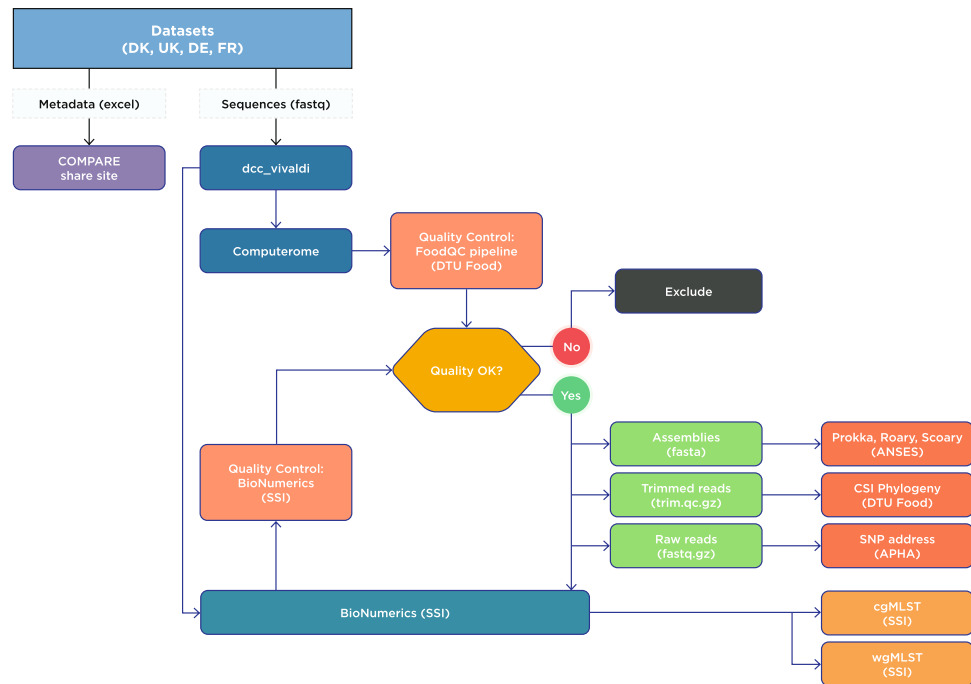 Datasets
(DK, UK, DE, FR)
Metadata (excel)
Sequences (fastq)
COMPARE
share site
dcc_vivaldi
Computerome
Quality Control:
FoodQC pipeline
(DTU Food)
Exclude
No
Quality OK?
Yes
Assemblies
(fasta)
Prokka, Roary, Scoary
(ANSES)
Quality Control:
BioNumerics
(SSI)
Trimmed reads
(trim.qc.gz)
CSI Phylogeny
(DTU Food)
Raw reads
(fastq.gz)
SNP address
(APHA)
BioNumerics (SSI)
cgMLST
(SSI)
wgMLST
(SSI)